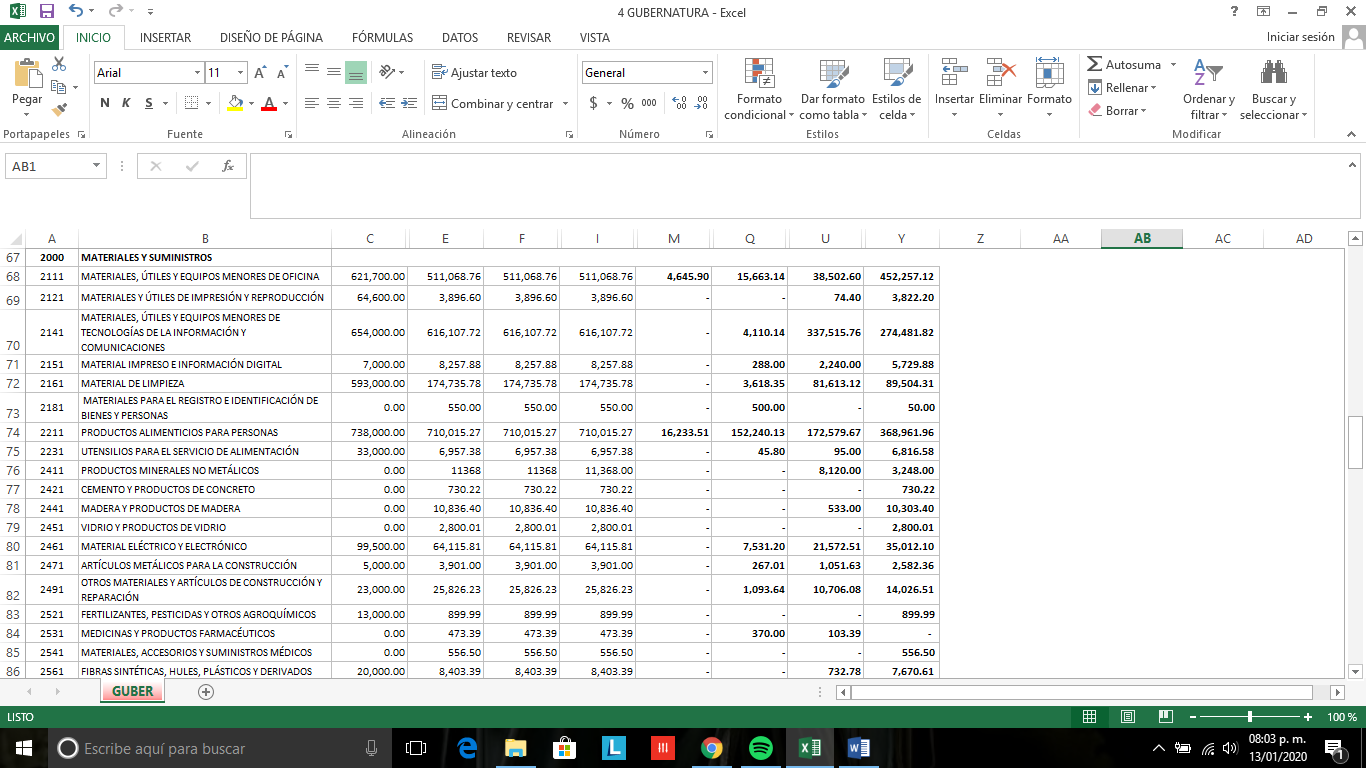 4 GUBERNATURA - Excel
ARCHIVO INICIO INSERTAR DISEÑO DE PÁGINA FÓRMULAS DATOS REVISAR VISTA Iniciar sesión
Pegar
Arial 11
N K S
Ajustar texto
Combinar y centrar
General
$ % 000
Formato condicional
Dar formato como tabla
Estilos de celda
Insertar Eliminar Formato
Autosuma
Rellenar
Borrar
Ordenar y filtrar
Buscar y seleccionar
Portapapeles Fuente Alineación Número Estilos Celdas Modificar
AB1 fx
A B C E F I M Q U Y Z AA AB AC AD
67 2000 MATERIALES Y SUMINISTROS
68 2111 MATERIALES, ÚTILES Y EQUIPOS MENORES DE OFICINA 621,700.00 511,068.76 511,068.76 511,068.76 4,645.90 15,663.14 38,502.60 452,257.12
69 2121 MATERIALES Y ÚTILES DE IMPRESIÓN Y REPRODUCCIÓN 64,600.00 3,896.60 3,896.60 3,896.60 - - 74.40 3,822.20
MATERIALES, ÚTILES Y EQUIPOS MENORES DE
70 2141 TECNOLOGÍAS DE LA INFORMACIÓN Y 654,000.00 616,107.72 616,107.72 616,107.72 - 4,110.14 337,515.76 274,481.82
COMUNICACIONES
71 2151 MATERIAL IMPRESO E INFORMACIÓN DIGITAL 7,000.00 8,257.88 8,257.88 8,257.88 - 288.00 2,240.00 5,729.88
72 2161 MATERIAL DE LIMPIEZA 593,000.00 174,735.78 174,735.78 174,735.78 - 3,618.35 81,613.12 89,504.31
73 2181 MATERIALES PARA EL REGISTRO E IDENTIFICACIÓN DE
BIENES Y PERSONAS 0.00 550.00 550.00 550.00 - 500.00 - 50.00
74 2211 PRODUCTOS ALIMENTICIOS PARA PERSONAS 738,000.00 710,015.27 710,015.27 710,015.27 16,233.51 152,240.13 172,579.67 368,961.96
75 2231 UTENSILIOS PARA EL SERVICIO DE ALIMENTACIÓN 33,000.00 6,957.38 6,957.38 6,957.38 - 45.80 95.00 6,816.58
76 2411 PRODUCTOS MINERALES NO METÁLICOS 0.00 11368 11368 11,368.00 - - 8,120.00 3,248.00
77 2421 CEMENTO Y PRODUCTOS DE CONCRETO 0.00 730.22 730.22 730.22 - - - 730.22
78 2441 MADERA Y PRODUCTOS DE MADERA 0.00 10,836.40 10,836.40 10,836.40 - - 533.00 10,303.40
79 2451 VIDRIO Y PRODUCTOS DE VIDRIO 0.00 2,800.01 2,800.01 2,800.01 - - - 2,800.01
80 2461 MATERIAL ELÉCTRICO Y ELECTRÓNICO 99,500.00 64,115.81 64,115.81 64,115.81 - 7,531.20 21,572.51 35,012.10
81 2471 ARTÍCULOS METÁLICOS PARA LA CONSTRUCCIÓN 5,000.00 3,901.00 3,901.00 3,901.00 - 267.01 1,051.63 2,582.36
82 2491 OTROS MATERIALES Y ARTÍCULOS DE CONSTRUCCIÓN Y
REPARACIÓN 23,000.00 25,826.23 25,826.23 25,826.23 - 1,093.64 10,706.08 14,026.51
83 2521 FERTILIZANTES, PESTICIDAS Y OTROS AGROQUÍMICOS 13,000.00 899.99 899.99 899.99 - - - 899.99
84 2531 MEDICINAS Y PRODUCTOS FARMACÉUTICOS 0.00 473.39 473.39 473.39 - 370.00 103.39 -
85 2541 MATERIALES, ACCESORIOS Y SUMINISTROS MÉDICOS 0.00 556.50 556.50 556.50 - - - 556.50
86 2561 FIBRAS SINTÉTICAS, HULES, PLÁSTICOS Y DERIVADOS 20,000.00 8,403.39 8,403.39 8,403.39 - - 732.78 7,670.61
GUBER
LISTO 100 %
Escribe aquí para buscar
08:03 p. m.
13/01/2020
1